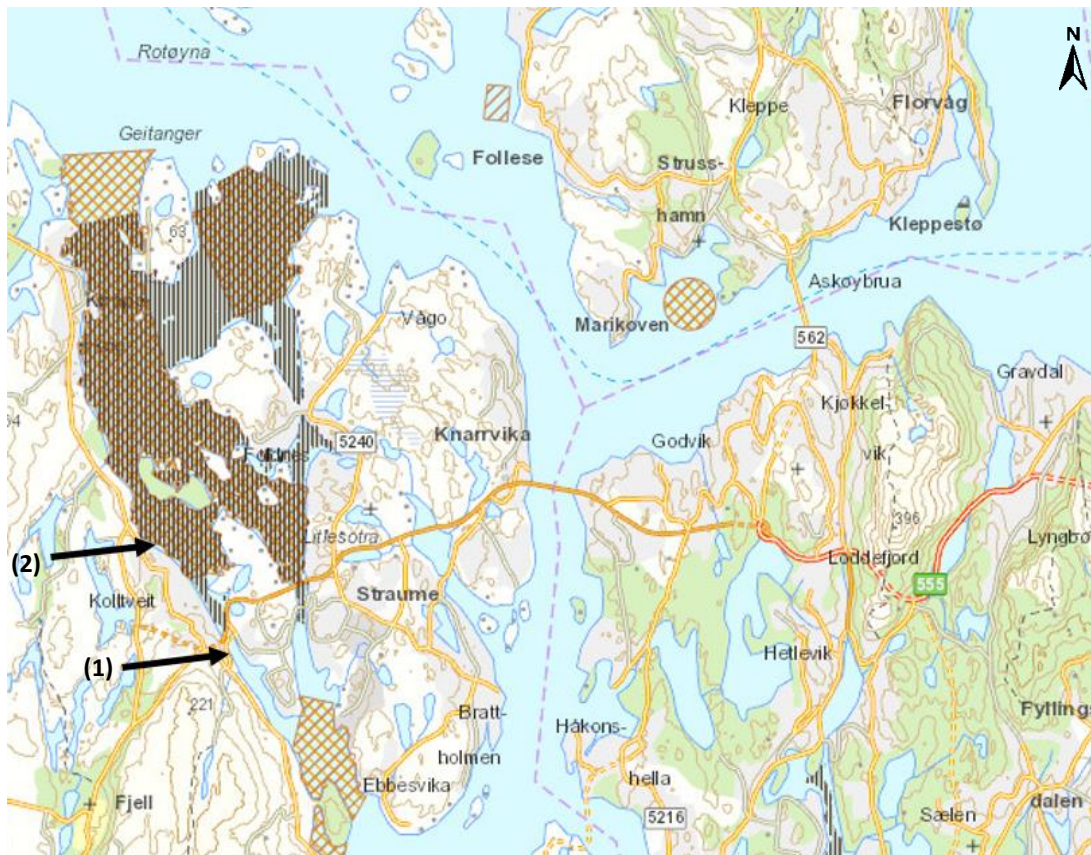 Rotøyna
N
Geitanger
Kleppe
Florvåg
Follese
Struss-
hamn
Kleppestø
63
Askøybrua
Vågo
Marikoven
562
Gravdal
Kjøkkel-
vik
5240
Knarrvika
Godvik
396
Litlesotra
(2)
Loddefjord
Lyngbø
555
Kolltveit
Straume
(1)
Hetlevik
221
Bratt-
holmen
Håkons-
hella
Fyllings
Ebbesvika
Fjell
5216
Sælen
dalen